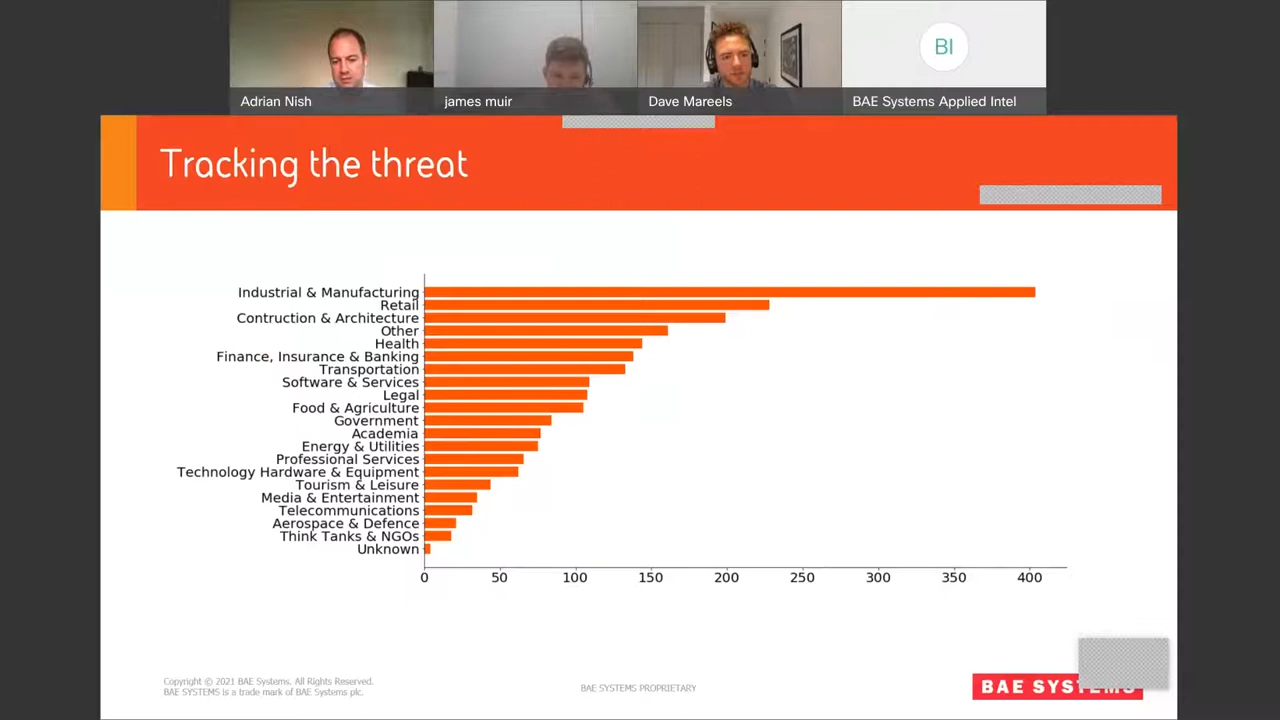 BI
Adrian Nish
james muir
Dave Mareels
BAE Systems Applied Intel
Tracking the threat
Industrial & Manufacturing
Retail
Contruction & Architecture
Other
Health
Finance, Insurance & Banking
Transportation
Software & Services
Legal
Food & Agriculture
Government
Academia
Energy & Utilities
Professional Services
Technology Hardware & Equipment
Tourism & Leisure
Media & Entertainment
Telecommunications
Aerospace & Defence
Think Tanks & NGOs
Unknown
0 50 100 150 200 250 300 350 400
Copyright © 2021 BAE Systems. All Rights Reserved.
BAE SYSTEMS is a trade mark of BAE Systems plc.
BAE SYSTEMS PROPRIETARY
BAE SYSTEMS